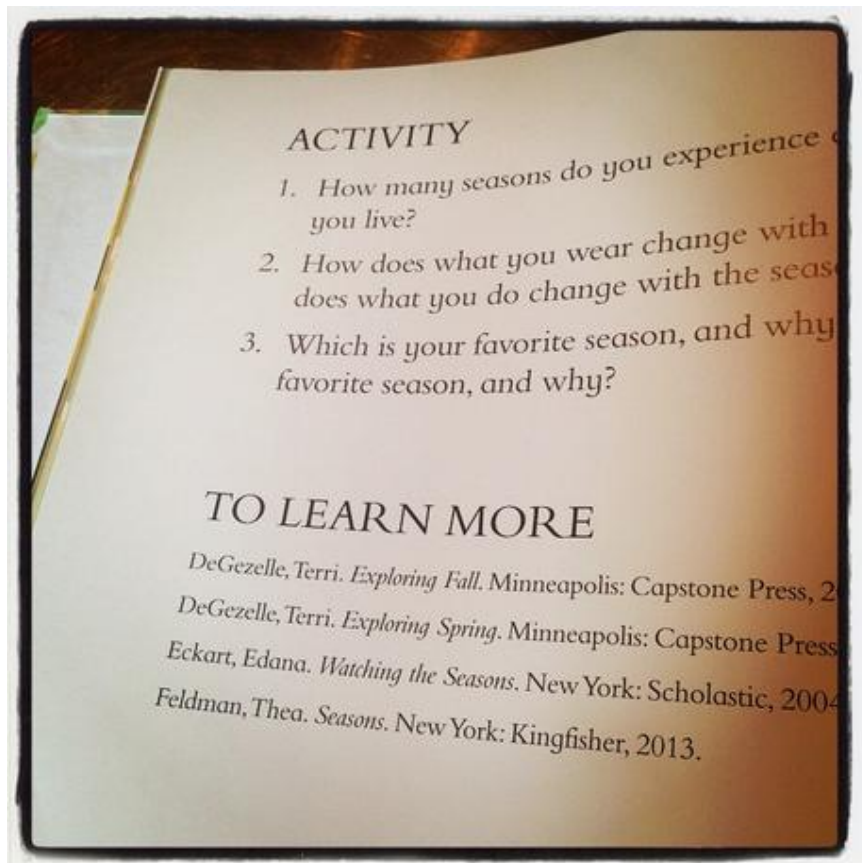 ACTIVITY
1. How many seasons do you experience
you live?
2. How does what you wear change with
does what you do change with the
3. Which is your favorite season, and why
favorite season, and why?
TO LEARN MORE
DeGezelle, Terri. Exploring Fall. Minneapolis: Capstone Press,
DeGezelle, Terri. Exploring Spring. Minneapolis: Capstone Press
Eckart, Edana. Watching the Seasons. New York: Scholastic, 2004
Feldman, Thea. Seasons. New York: Kingfisher, 2013.